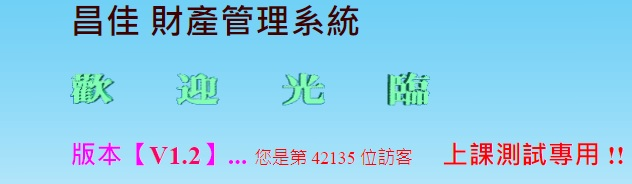 昌佳 財產管理系統
歡 迎 光 臨
版本【V1.2】... 您是第 42135 位訪客 上課測試專用 !!